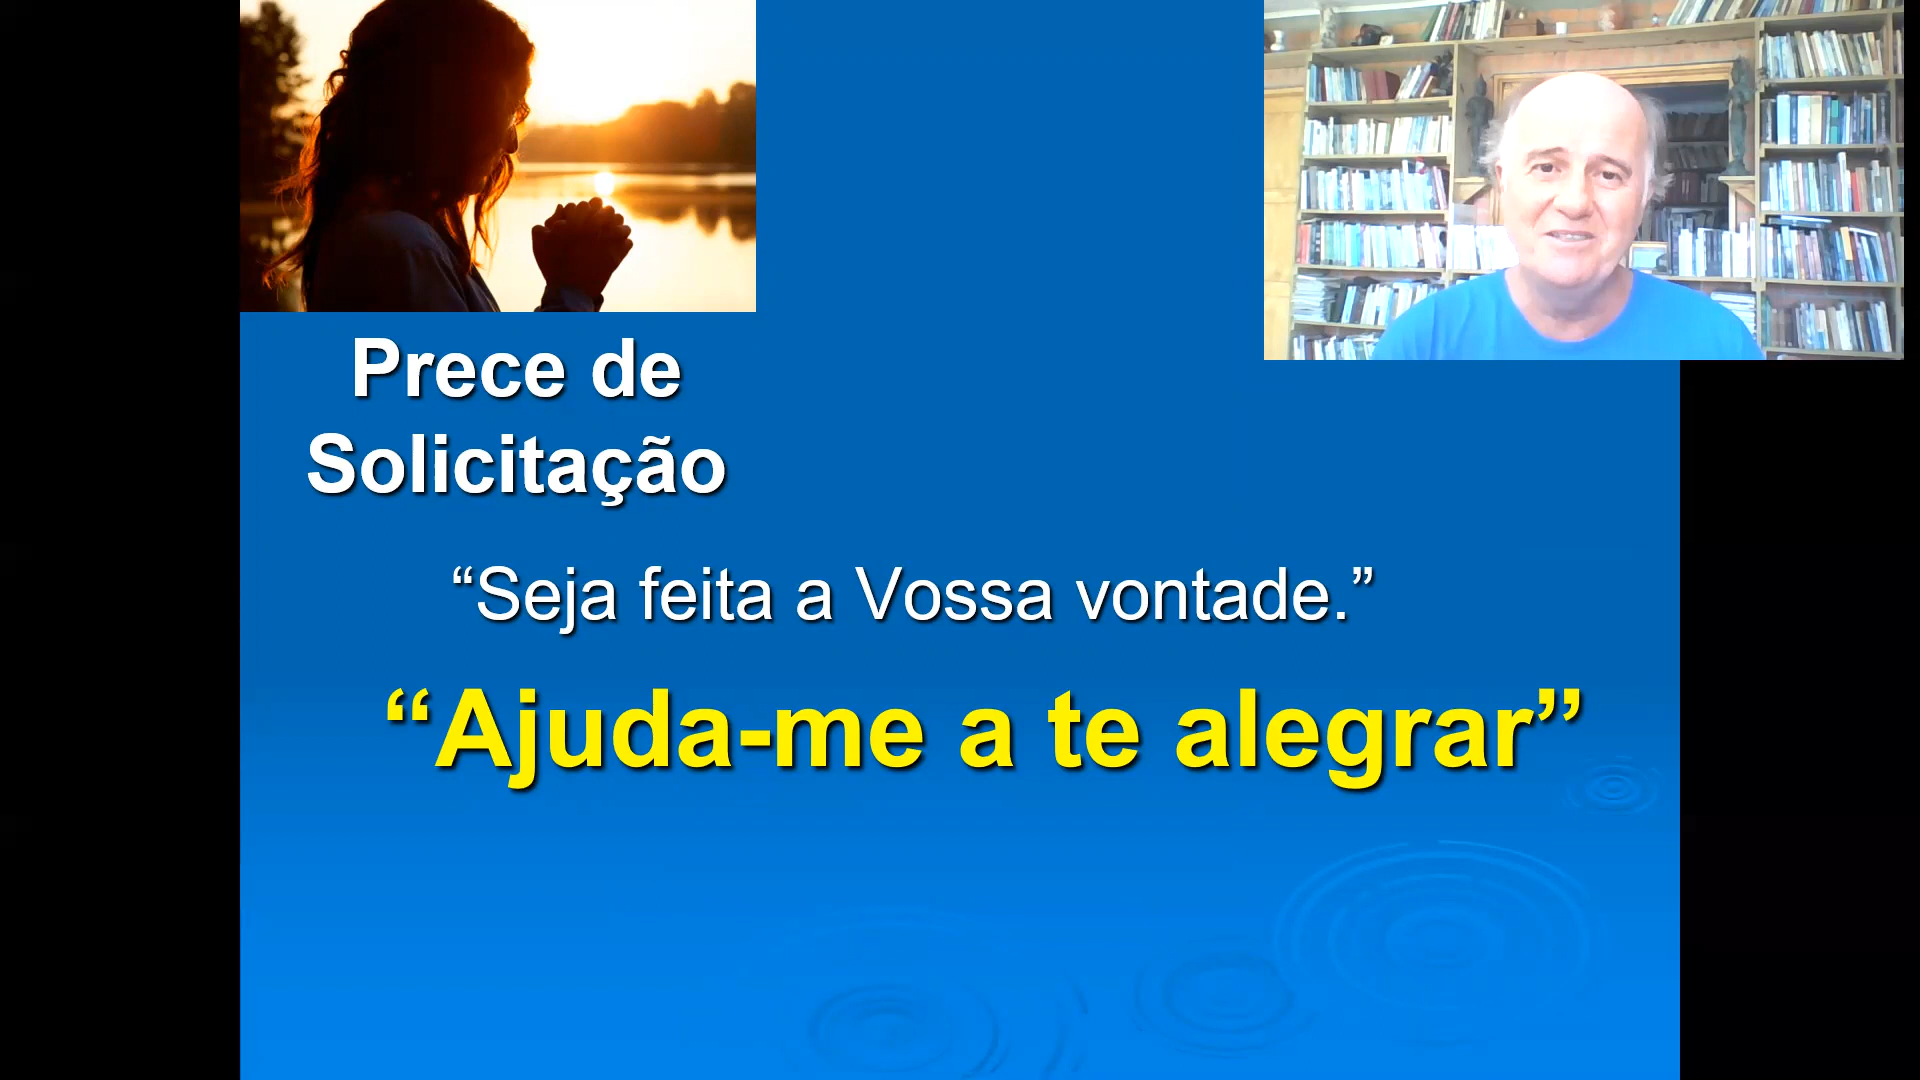 Prece de
Solicitação
“Seja feita a Vossa vontade.”
“Ajuda-me a te alegrar”